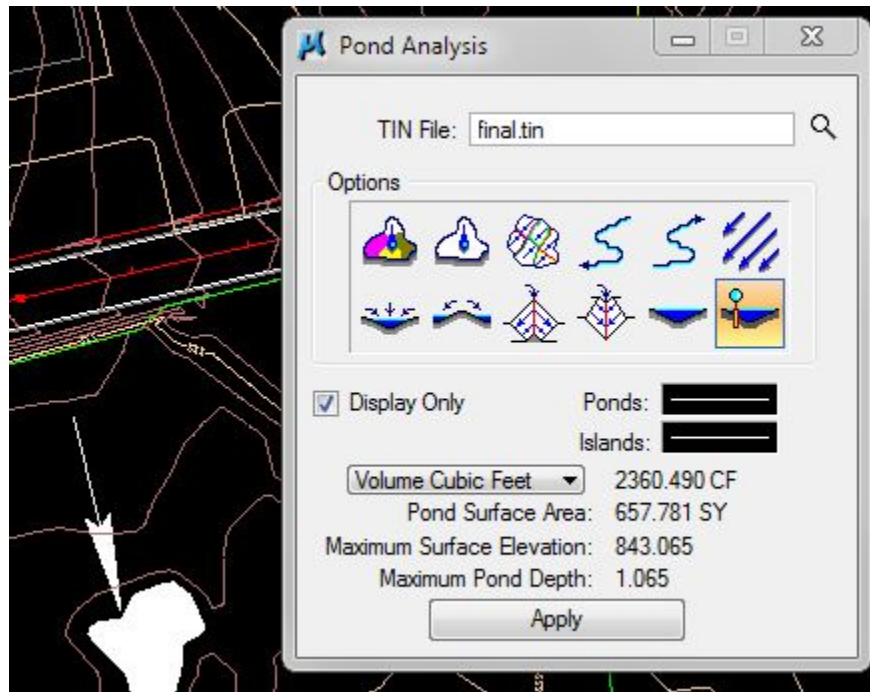 Pond Analysis
TIN File: final.tin
Options
Display Only Ponds:
Islands:
Volume Cubic Feet 2360.490 CF
Pond Surface Area: 657.781 SY
Maximum Surface Elevation: 843.065
Maximum Pond Depth: 1.065
Apply